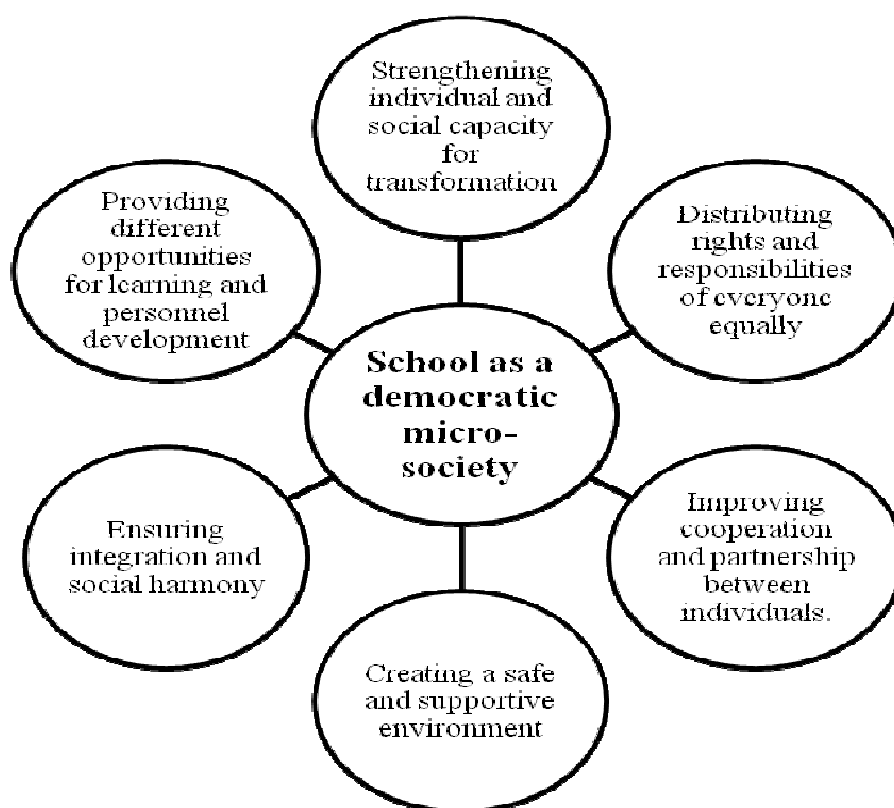 Strengthening
individual and
social capacity
for
transformation
Distributing
rights and
responsibilities
of everyone
equally
Improving
cooperation
and partnership
between
individuals.
Creating a safe
and supportive
environment
Ensuring
integration and
social harmony
Providing
different
opportunities
for learning and
personnel
development
School as a
democratic
micro-
society